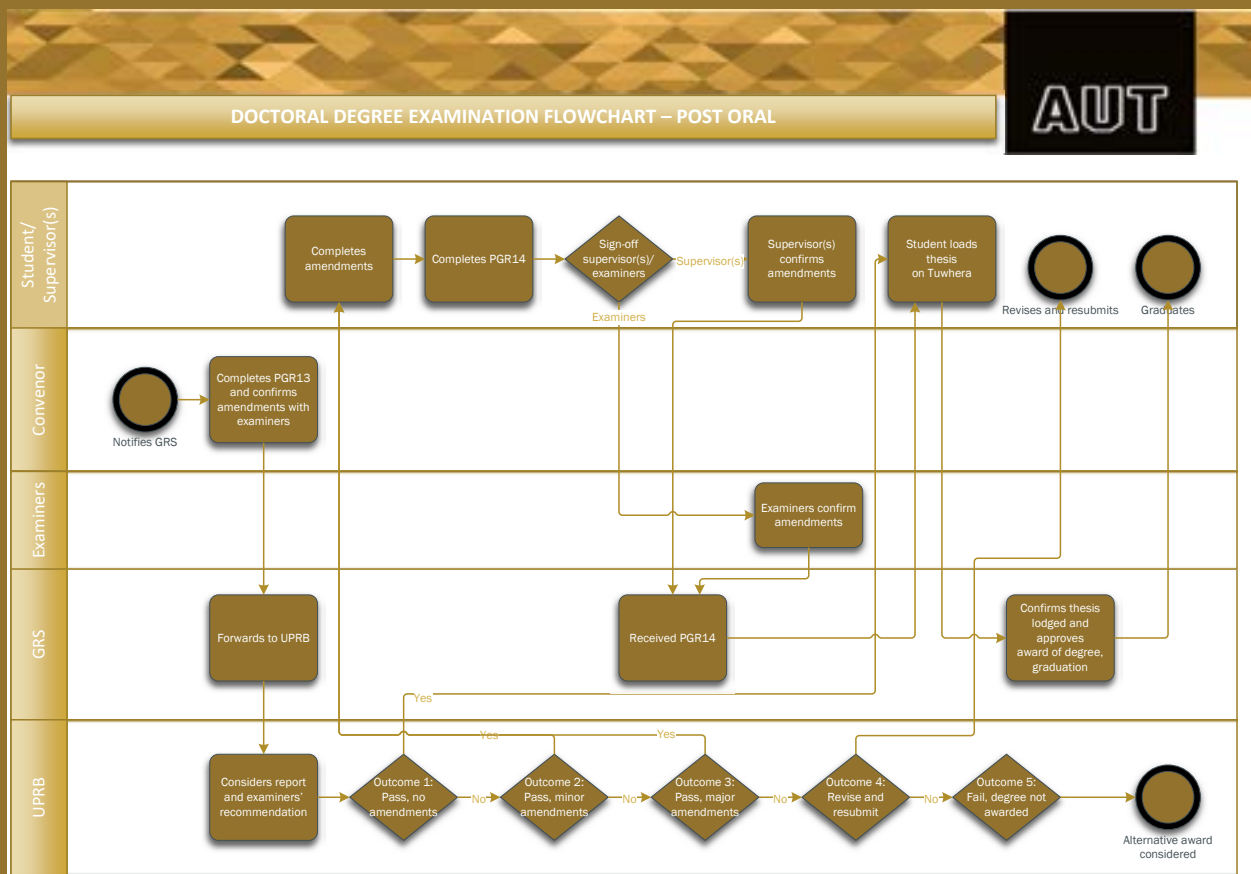 AUT
DOCTORAL DEGREE EXAMINATION FLOWCHART – POST ORAL
Student/
Supervisor(s)
Completes
amendments
Completes PGR14
Sign-off
supervisor(s)/
examiners
Supervisor(s)
Examiners
Supervisor(s)
confirms
amendments
Student loads
thesis
on Tuwhera
Revises and resubmits
Graduates
Convenor
Notifies GRS
Completes PGR13
and confirms
amendments with
examiners
Examiners
Examiners confirm
amendments
GRS
Forwards to UPRB
Received PGR14
Confirms thesis
lodged and
approves
award of degree,
graduation
Yes
UPRB
Yes
Yes
Considers report
and examiners’
recommendation
Outcome 1:
Pass, no
amendments
No
Outcome 2:
Pass, minor
amendments
No
Outcome 3:
Pass, major
amendments
No
Outcome 4:
Revise and
resubmit
No
Outcome 5:
Fail, degree not
awarded
Alternative award
considered